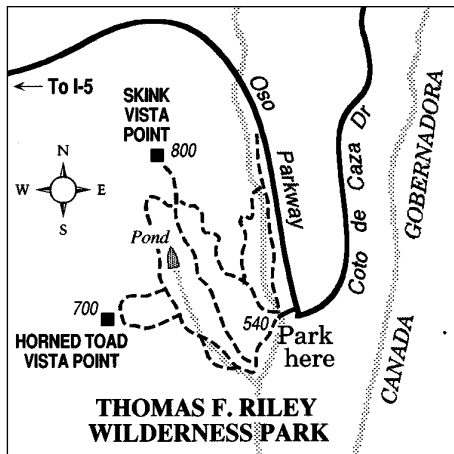 ← To I-5
SKINK
VISTA
POINT
800
Oso
Parkway
Coto de Caza Dr
GOBERNADORA
CANADA
N
W
E
S
Pond
700
HORNED TOAD
VISTA POINT
540
Park
here
THOMAS F. RILEY
WILDERNESS PARK